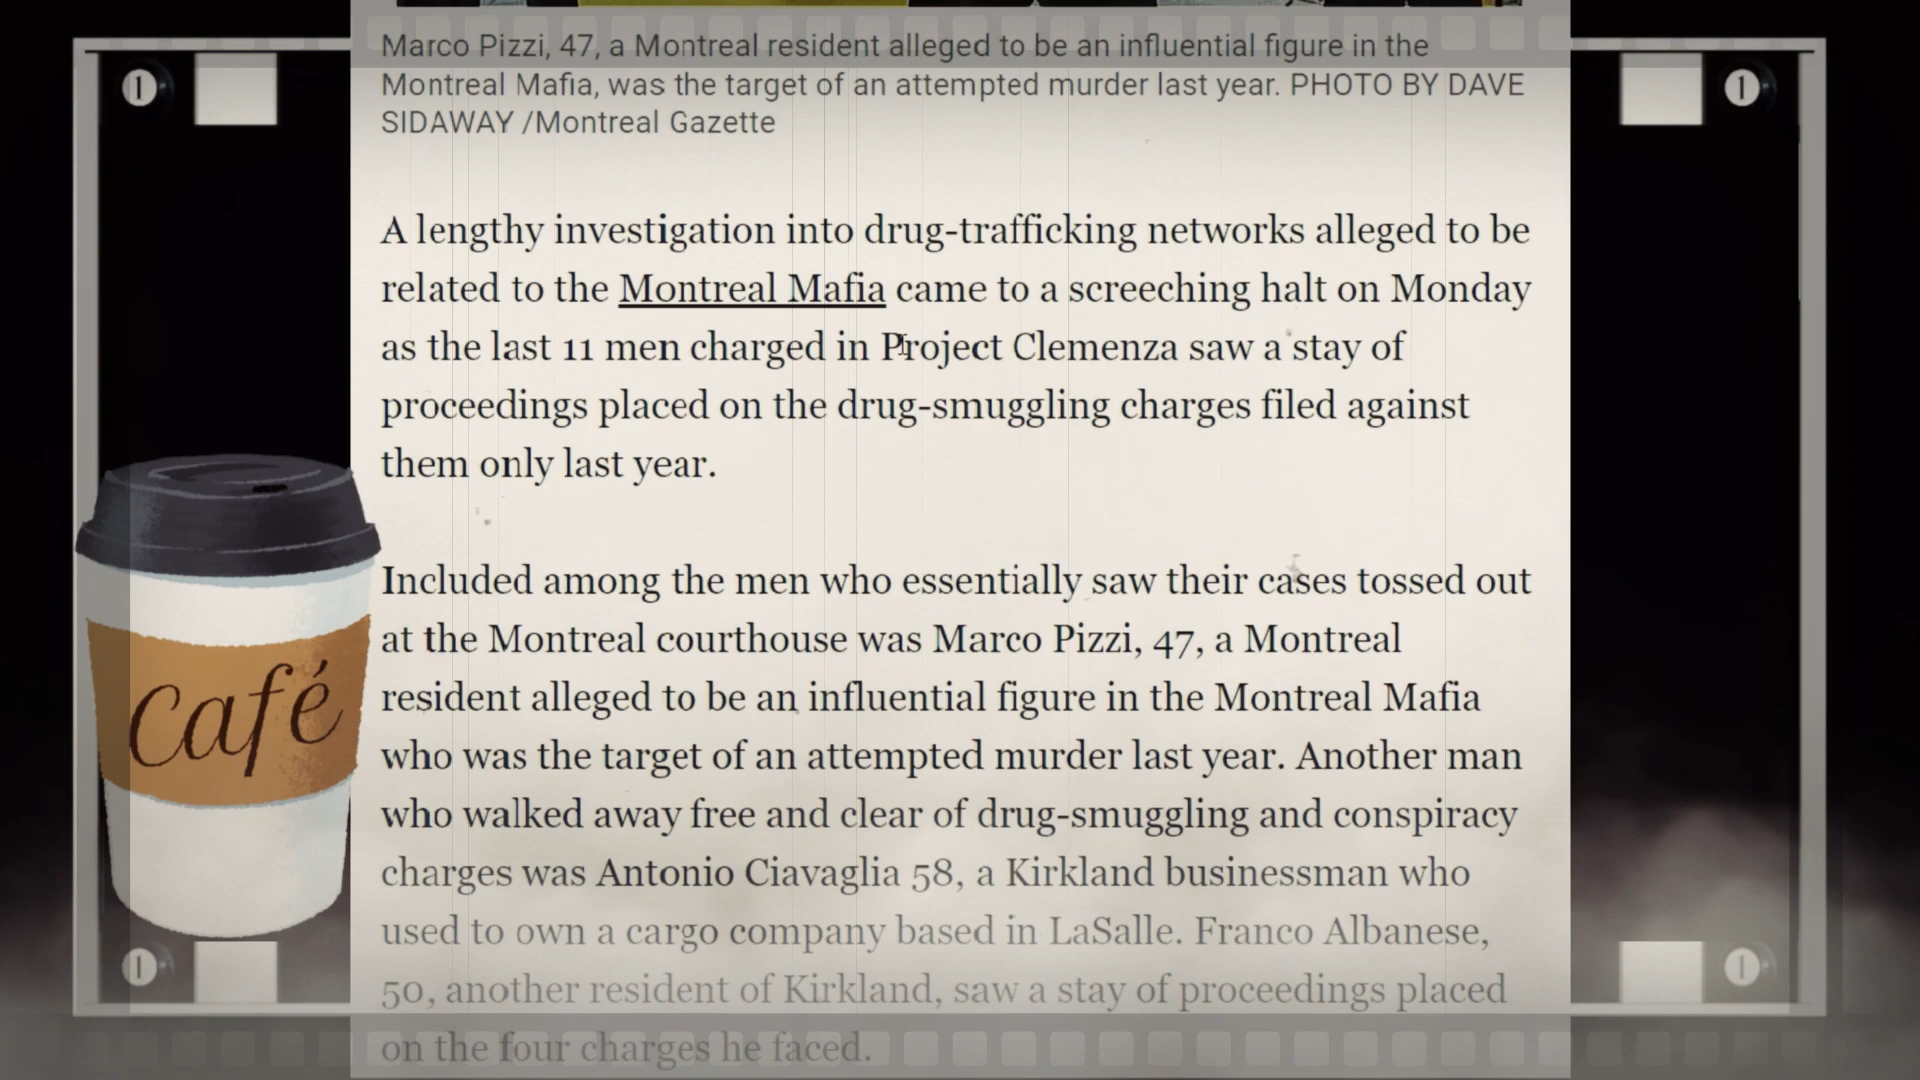 Marco Pizzi, 47, a Montreal resident alleged to be an influential figure in the
Montreal Mafia, was the target of an attempted murder last year. PHOTO BY DAVE
SIDAWAY /Montreal Gazette
A lengthy investigation into drug-trafficking networks alleged to be
related to the Montreal Mafia came to a screeching halt on Monday
as the last 11 men charged in Project Clemenza saw a stay of
proceedings placed on the drug-smuggling charges filed against
them only last year.
Included among the men who essentially saw their cases tossed out
at the Montreal courthouse was Marco Pizzi, 47, a Montreal
resident alleged to be an influential figure in the Montreal Mafia
who was the target of an attempted murder last year. Another man
who walked away free and clear of drug-smuggling and conspiracy
charges was Antonio Ciavaglia 58, a Kirkland businessman who
used to own a cargo company based in LaSalle. Franco Albanese,
50, another resident of Kirkland, saw a stay of proceedings placed
on the four charges he faced.
Café
1
1
1
1